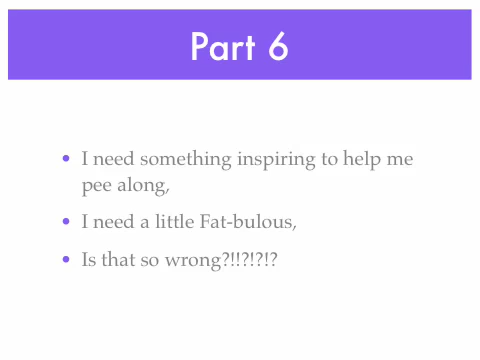 Part 6
• I need something inspiring to help me
pee along,
• I need a little Fat-bulous,
• Is that so wrong?!!?!?!?